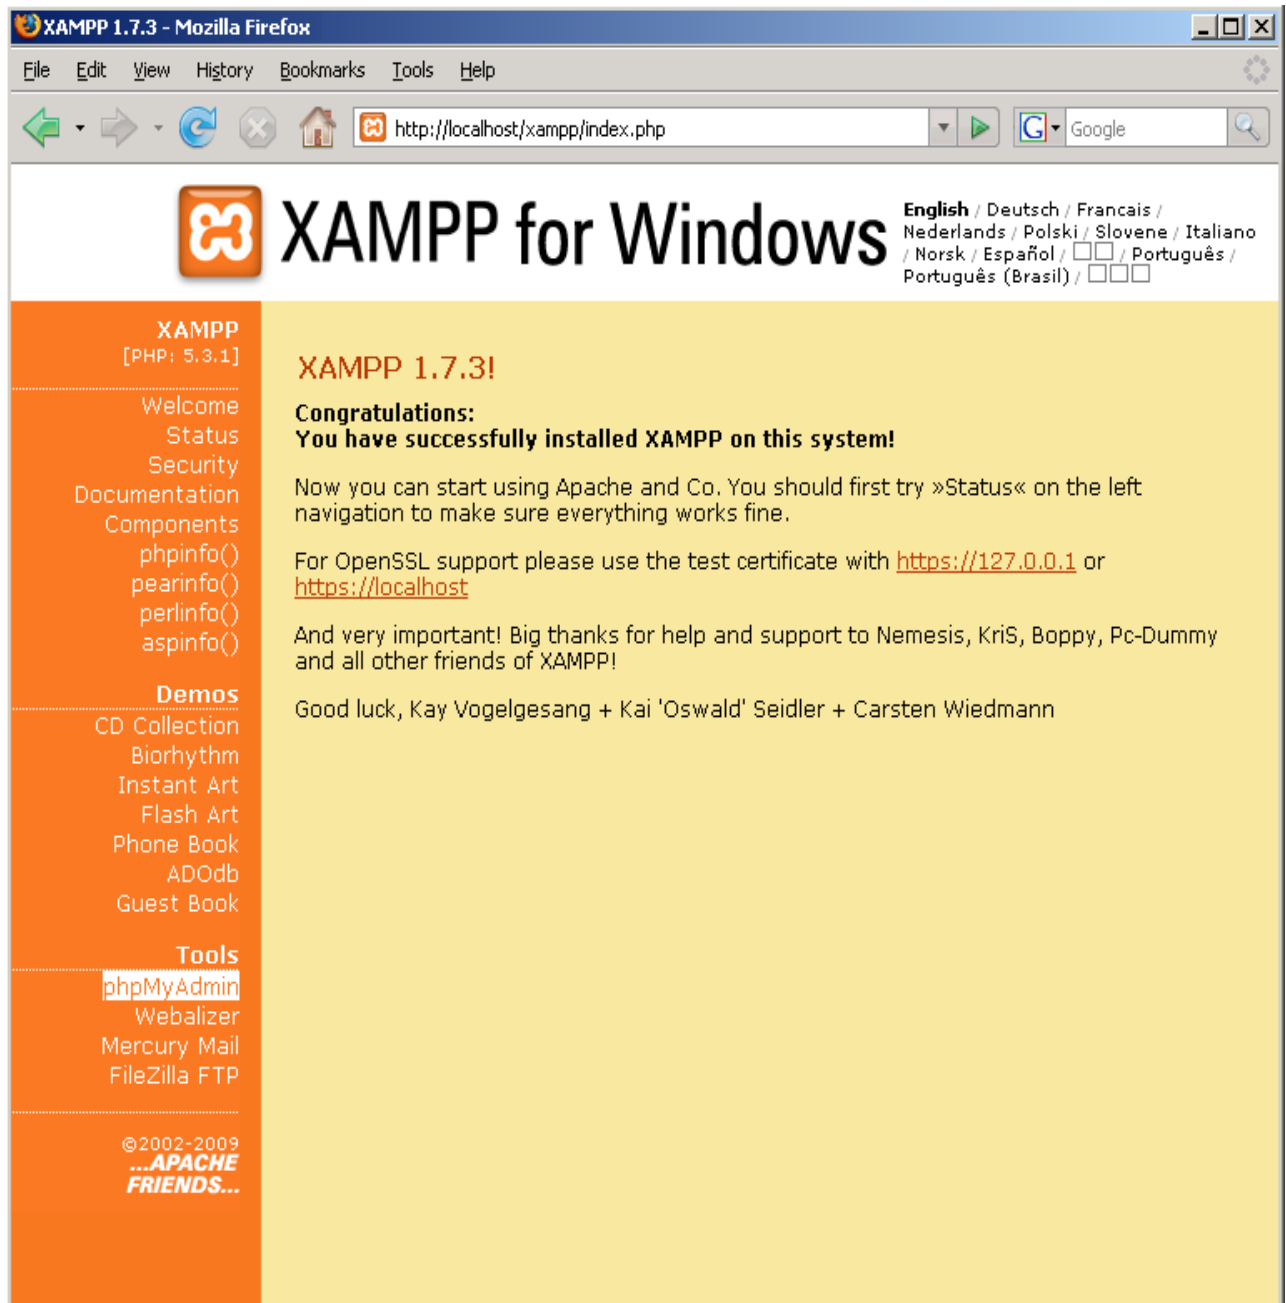 XAMPP 1.7.3 - Mozilla Firefox
File Edit View History Bookmarks Tools Help
http://localhost/xampp/index.php
Google
XAMPP for Windows
English / Deutsch / Francais /
Nederlands / Polski / Slovene / Italiano
/ Norsk / Español / □□ / Português /
Português (Brasil) / □□□
XAMPP
[PHP: 5.3.1]
Welcome
Status
Security
Documentation
Components
phpinfo()
pearinfo()
perlinfo()
aspinfo()
Demos
CD Collection
Biorhythm
Instant Art
Flash Art
Phone Book
ADOdb
Guest Book
Tools
phpMyAdmin
Webalizer
Mercury Mail
FileZilla FTP
©2002-2009
...APACHE
FRIENDS...
XAMPP 1.7.3!
Congratulations:
You have successfully installed XAMPP on this system!
Now you can start using Apache and Co. You should first try »Status« on the left
navigation to make sure everything works fine.
For OpenSSL support please use the test certificate with https://127.0.0.1 or
https://localhost
And very important! Big thanks for help and support to Nemesis, KriS, Boppy, Pc-Dummy
and all other friends of XAMPP!
Good luck, Kay Vogelgesang + Kai 'Oswald' Seidler + Carsten Wiedmann